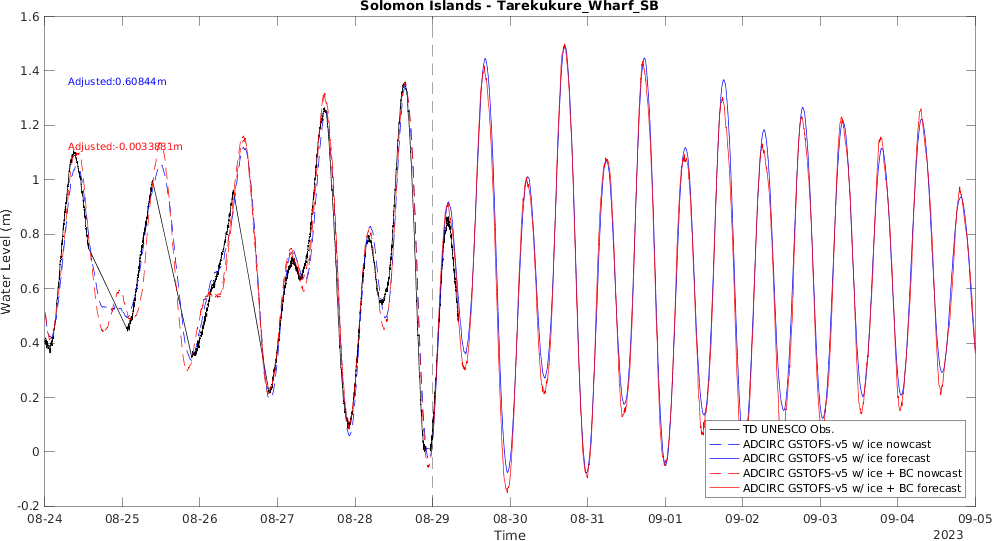 Solomon Islands - Tarekukure_Wharf_SB
1.6
1.4
1.2
1
0.8
0.6
0.4
0.2
0
-0.2
Water Level (m)
Adjusted:0.60844m
Adjusted:-0.0033831m
TD UNESCO Obs.
ADCIRC GSTOFS-v5 w/ ice nowcast
ADCIRC GSTOFS-v5 w/ ice forecast
ADCIRC GSTOFS-v5 w/ ice + BC nowcast
ADCIRC GSTOFS-v5 w/ ice + BC forecast
08-24 08-25 08-26 08-27 08-28 08-29 08-30 08-31 09-01 09-02 09-03 09-04 09-05
Time
2023